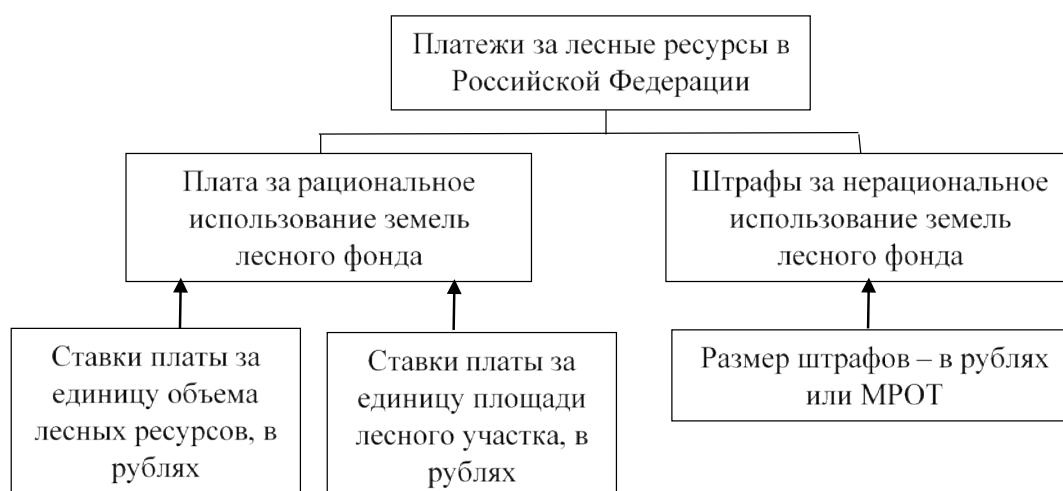 Платежи за лесные ресурсы в
Российской Федерации
Плата за рациональное
использование земель
лесного фонда
Штрафы за нерациональное
использование земель
лесного фонда
Ставки платы за
единицу объема
лесных ресурсов, в
рублях
Ставки платы за
единицу площади
лесного участка, в
рублях
Размер штрафов – в рублях
или МРОТ